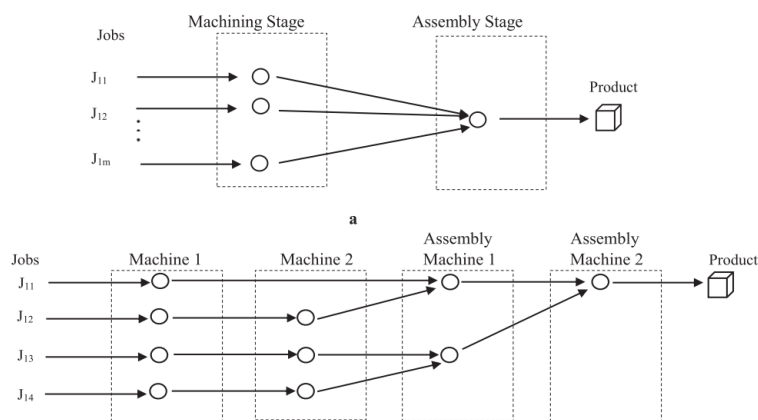 Machining Stage
Assembly Stage
Jobs
J11
Product
J12
J1m
a
Assembly
Assembly
Jobs
Machine 1
Machine 2
Machine 1
Machine 2
Product
J11
J12
J13
J14